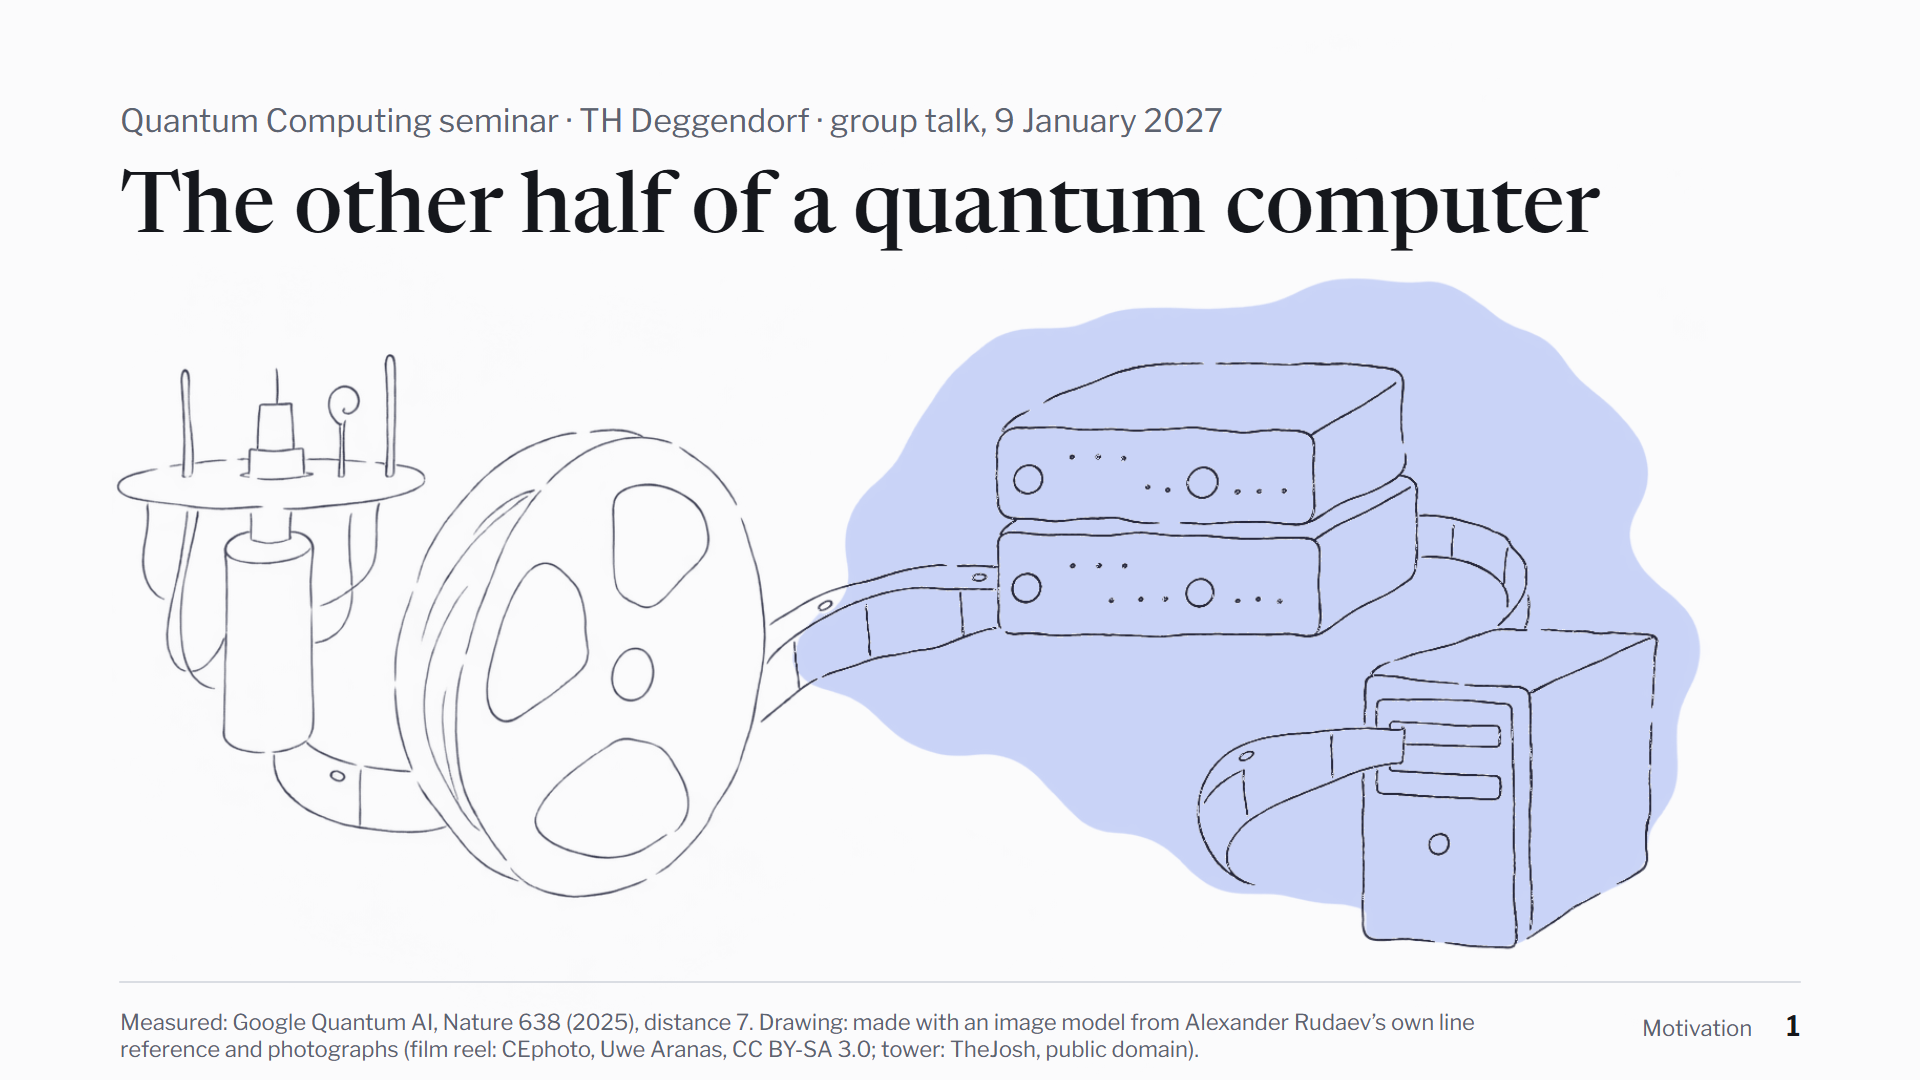 Quantum Computing seminar · TH Deggendorf · group talk, 9 January 2027
The other half of a quantum computer
Measured: Google Quantum AI, Nature 638 (2025), distance 7. Drawing: made with an image model from Alexander Rudaev’s own line
reference and photographs (film reel: CEphoto, Uwe Aranas, CC BY-SA 3.0; tower: TheJosh, public domain).
Motivation 1